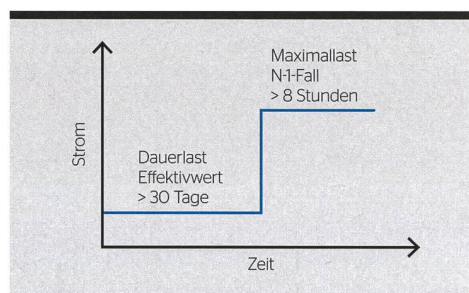 Maximallast
N-1-Fall
> 8 Stunden
Strom
Dauerlast
Effektivwert
> 30 Tage
Zeit